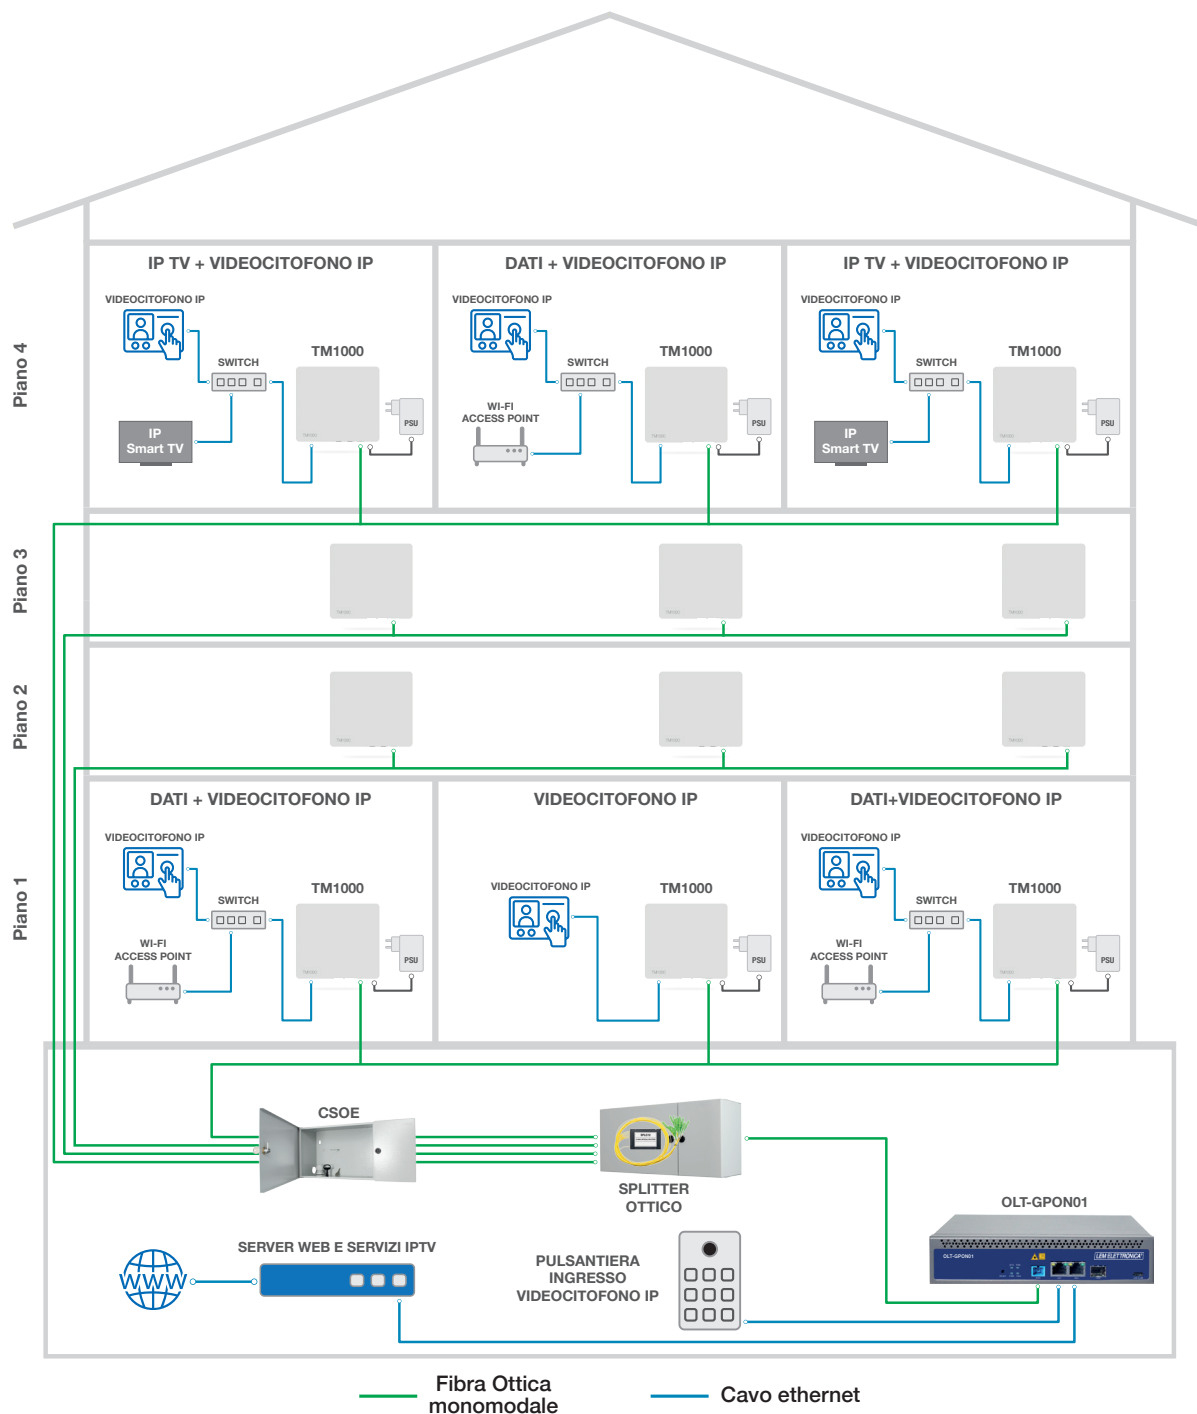 IP TV + VIDEOCITOFONO IP
DATI + VIDEOCITOFONO IP
IP TV + VIDEOCITOFONO IP
Piano 4
VIDEOCITOFONO IP
SWITCH
TM1000
IP
Smart TV
PSU
VIDEOCITOFONO IP
SWITCH
TM1000
WI-FI
ACCESS POINT
PSU
VIDEOCITOFONO IP
SWITCH
TM1000
IP
Smart TV
PSU
Piano 3
Piano 2
DATI + VIDEOCITOFONO IP
VIDEOCITOFONO IP
DATI+VIDEOCITOFONO IP
Piano 1
VIDEOCITOFONO IP
SWITCH
TM1000
WI-FI
ACCESS POINT
PSU
VIDEOCITOFONO IP
TM1000
PSU
VIDEOCITOFONO IP
SWITCH
TM1000
WI-FI
ACCESS POINT
PSU
CSOE
SPLITTER
OTTICO
OLT-GPON01
OLT-GPON01
LEM ELETTRONICA
SERVER WEB E SERVIZI IPTV
WWW
PULSANTIERA
INGRESSO
VIDEOCITOFONO IP
Fibra Ottica
monomodale
Cavo ethernet